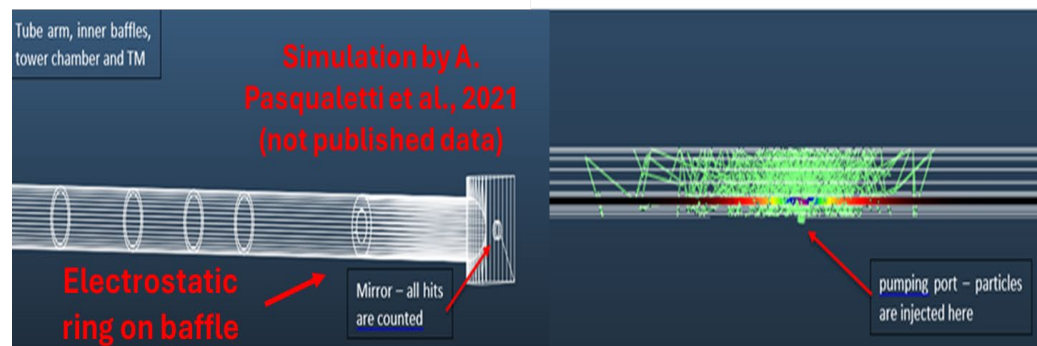 Tube arm, inner baffles,
tower chamber and TM
Simulation by A.
Pasqualetti et al., 2021
(not published data)
Electrostatic
ring on baffle
Mirror – all hits
are counted
pumping port – particles
are injected here